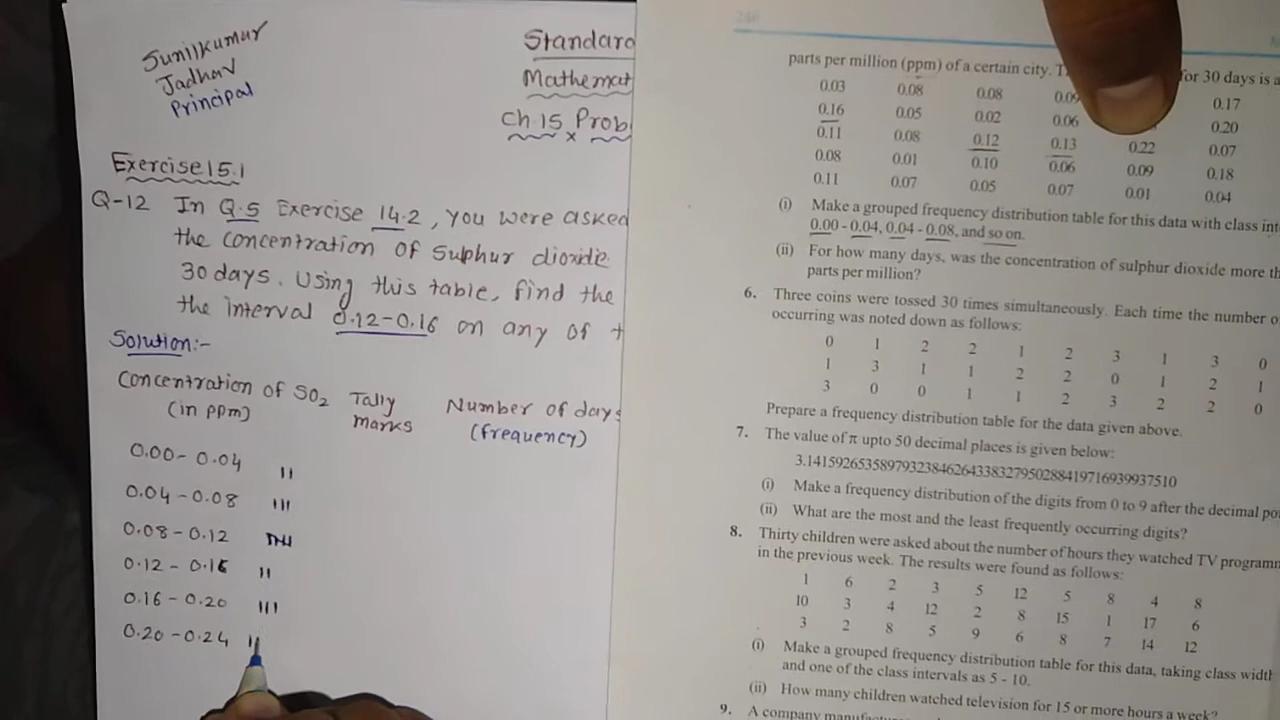 Sunilkumar
Jadhav
Principal
Standard
Mathemat
Ch 15 Prob
Exercise 15.1
Q-12 In Q.5 Exercise 14.2, you were asked
the concentration of Sulphur dioxide
30 days. Using this table, find the
the interval 0.12-0.16 on any of t
Solution:-
Concentration of SO2 Tally Number of days
(in ppm) marks (frequency)
0.00 - 0.04 ||
0.04 - 0.08 |||
0.08 - 0.12
0.12 - 0.16 ||
0.16 - 0.20 |||
0.20 - 0.24 ||
246
parts per million (ppm) of a certain city. T for 30 days is a
0.03 0.08 0.08 0.09 0.17
0.16 0.05 0.02 0.06 0.20
0.11 0.08 0.12 0.13 0.22 0.07
0.08 0.01 0.10 0.06 0.09 0.18
0.11 0.07 0.05 0.07 0.01 0.04
(i) Make a grouped frequency distribution table for this data with class int
0.00 - 0.04, 0.04 - 0.08, and so on.
(ii) For how many days, was the concentration of sulphur dioxide more th
parts per million?
6. Three coins were tossed 30 times simultaneously. Each time the number o
occurring was noted down as follows:
0 1 2 2 1 2 3 1 3 0
1 3 1 1 2 2 0 1 2 1
3 0 0 1 1 2 3 2 2 0
Prepare a frequency distribution table for the data given above.
7. The value of π upto 50 decimal places is given below:
3.14159265358979323846264338327950288419716939937510
(i) Make a frequency distribution of the digits from 0 to 9 after the decimal po
(ii) What are the most and the least frequently occurring digits?
8. Thirty children were asked about the number of hours they watched TV programm
in the previous week. The results were found as follows:
1 6 2 3 5 12 5 8 4 8
10 3 4 12 2 8 15 1 17 6
3 2 8 5 9 6 8 7 14 12
(i) Make a grouped frequency distribution table for this data, taking class width
and one of the class intervals as 5 - 10.
(ii) How many children watched television for 15 or more hours a week?
9. A company manufactu